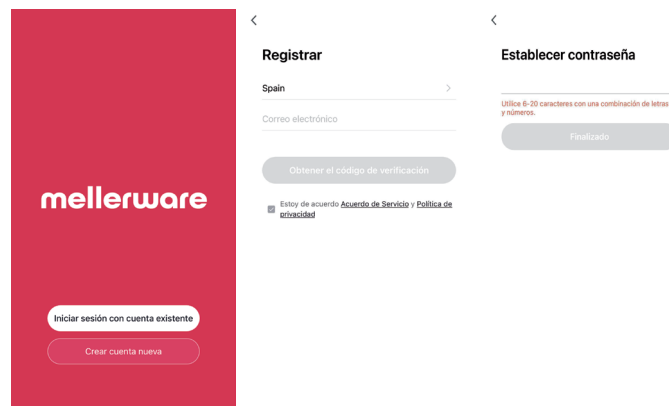 mellerware
Iniciar sesión con cuenta existente
Crear cuenta nueva
Registrar
Spain
Correo electrónico
Obtener el código de verificación
Estoy de acuerdo Acuerdo de Servicio y Política de
privacidad
Establecer contraseña
Utilice 6-20 caracteres con una combinación de letras
y números.
Finalizado